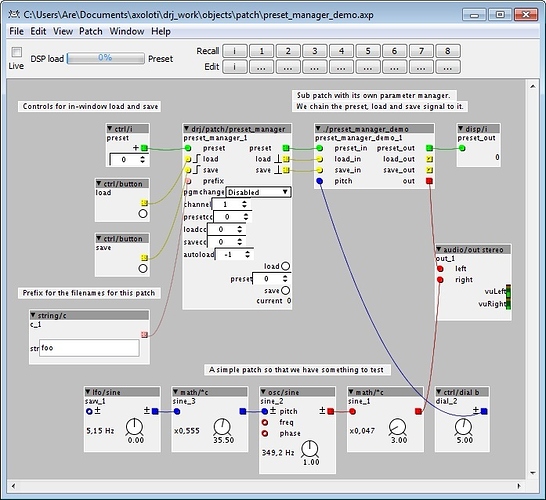 C:\Users\Are\Documents\axoloti\drj_work\objects\patch\preset_manager_demo.axp
File Edit View Patch Window Help
Live
DSP load 0% Preset
Recall i 1 2 3 4 5 6 7 8
Edit i ... ... ... ... ... ... ... ...
Sub patch with its own parameter manager.
We chain the preset, load and save signal to it.
Controls for in-window load and save
ctrl/i
preset
+
0
drj/patch/preset_manager
preset_manager_1
preset preset
load load
save save
prefix
pgmchange Disabled
channel 1
presetcc 0
loadcc 0
savecc 0
autoload -1
load
preset 0
save
current 0
./preset_manager_demo
preset_manager_demo_1
preset_in preset_out
load_in load_out
save_in save_out
pitch out
disp/i
preset_out
0
ctrl/button
load
ctrl/button
save
audio/out stereo
out_1
left
right
vuLeft
vuRight
Prefix for the filenames for this patch
string/c
c_1
str foo
A simple patch so that we have something to test
lfo/sine
saw_1
± ±
5,15 Hz 0.00
math/*c
sine_3
x0,555 35.50
osc/sine
sine_2
± pitch ±
freq
phase
349,2 Hz 1.00
math/*c
sine_1
x0,047 3.00
ctrl/dial b
dial_2
±
5.00